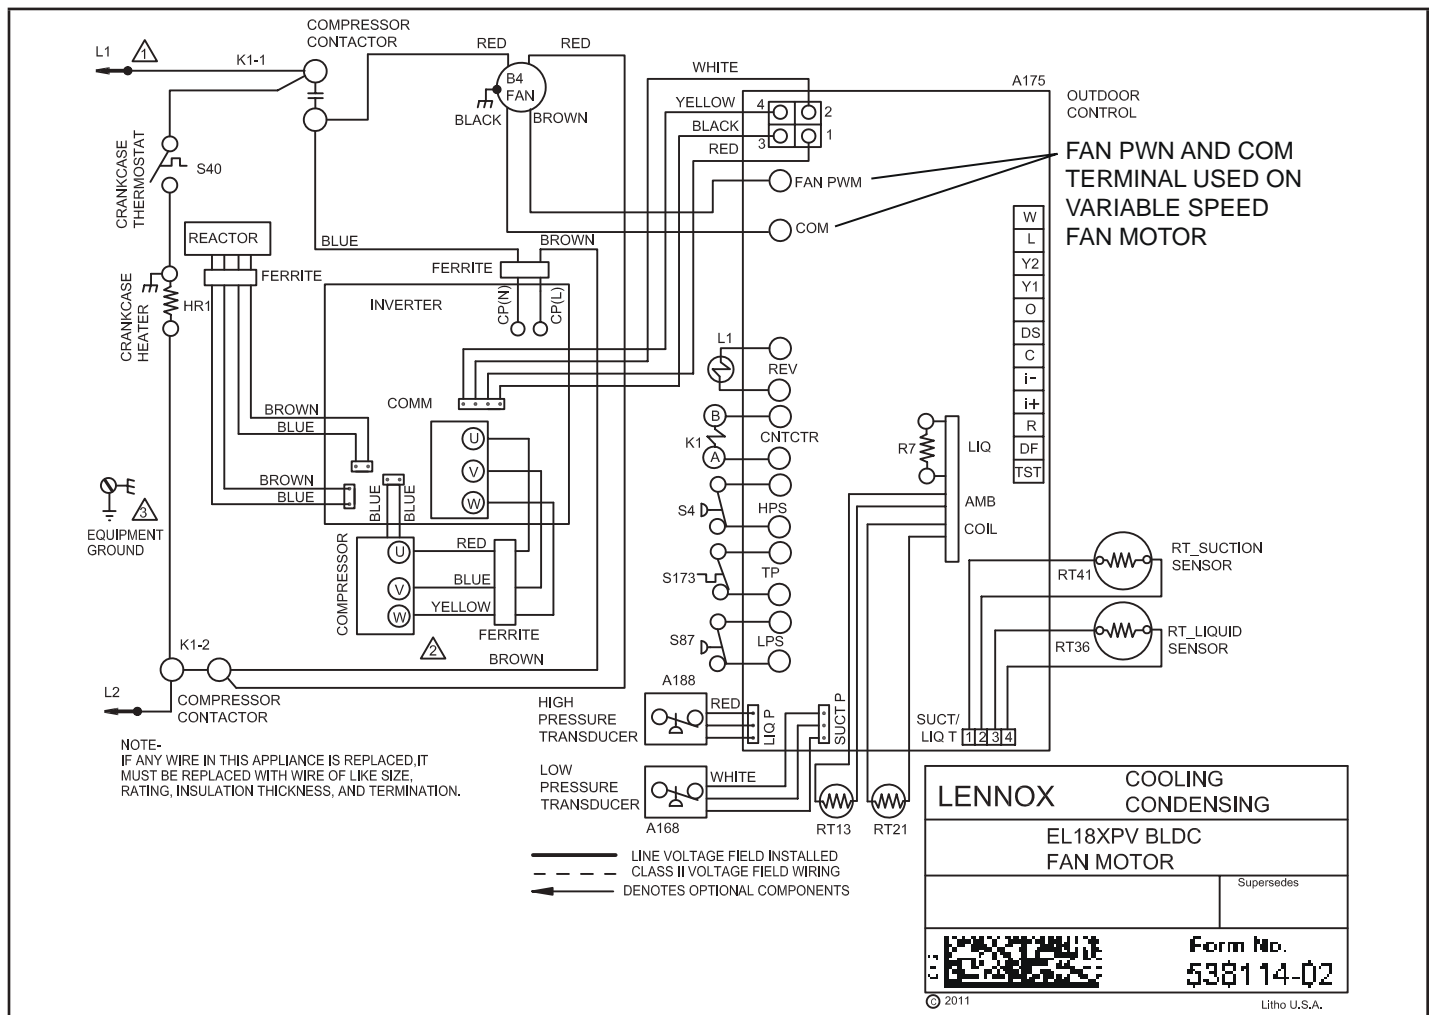 COMPRESSOR
CONTACTOR
L1
1
K1-1
RED
RED
B4
FAN
BLACK
BROWN
WHITE
YELLOW
BLACK
RED
4
2
3
1
A175
OUTDOOR
CONTROL
FAN PWM
COM
FAN PWN AND COM
TERMINAL USED ON
VARIABLE SPEED
FAN MOTOR
CRANKCASE
THERMOSTAT
S40
REACTOR
FERRITE
BLUE
BROWN
FERRITE
CRANKCASE
HEATER
HR1
INVERTER
CP(N)
CP(L)
W
L
Y2
Y1
O
DS
C
i-
i+
R
DF
TST
L1
REV
B
K1
A
CNTCTR
S4
HPS
S173
TP
S87
LPS
R7
LIQ
AMB
COIL
COMM
BROWN
BLUE
BROWN
BLUE
BLUE
BLUE
U
V
W
3
EQUIPMENT
GROUND
COMPRESSOR
U
V
W
RED
BLUE
YELLOW
FERRITE
2
BROWN
RT41
RT_SUCTION
SENSOR
RT36
RT_LIQUID
SENSOR
K1-2
L2
COMPRESSOR
CONTACTOR
A188
HIGH
PRESSURE
TRANSDUCER
RED
LIQ P
SUCT P
SUCT/
LIQ T
1 2 3 4
LOW
PRESSURE
TRANSDUCER
WHITE
A168
RT13
RT21
NOTE-
IF ANY WIRE IN THIS APPLIANCE IS REPLACED,IT
MUST BE REPLACED WITH WIRE OF LIKE SIZE,
RATING, INSULATION THICKNESS, AND TERMINATION.
LINE VOLTAGE FIELD INSTALLED
CLASS II VOLTAGE FIELD WIRING
DENOTES OPTIONAL COMPONENTS
LENNOX
COOLING
CONDENSING
EL18XPV BLDC
FAN MOTOR
Supersedes
Form No.
538114-02
© 2011
Litho U.S.A.